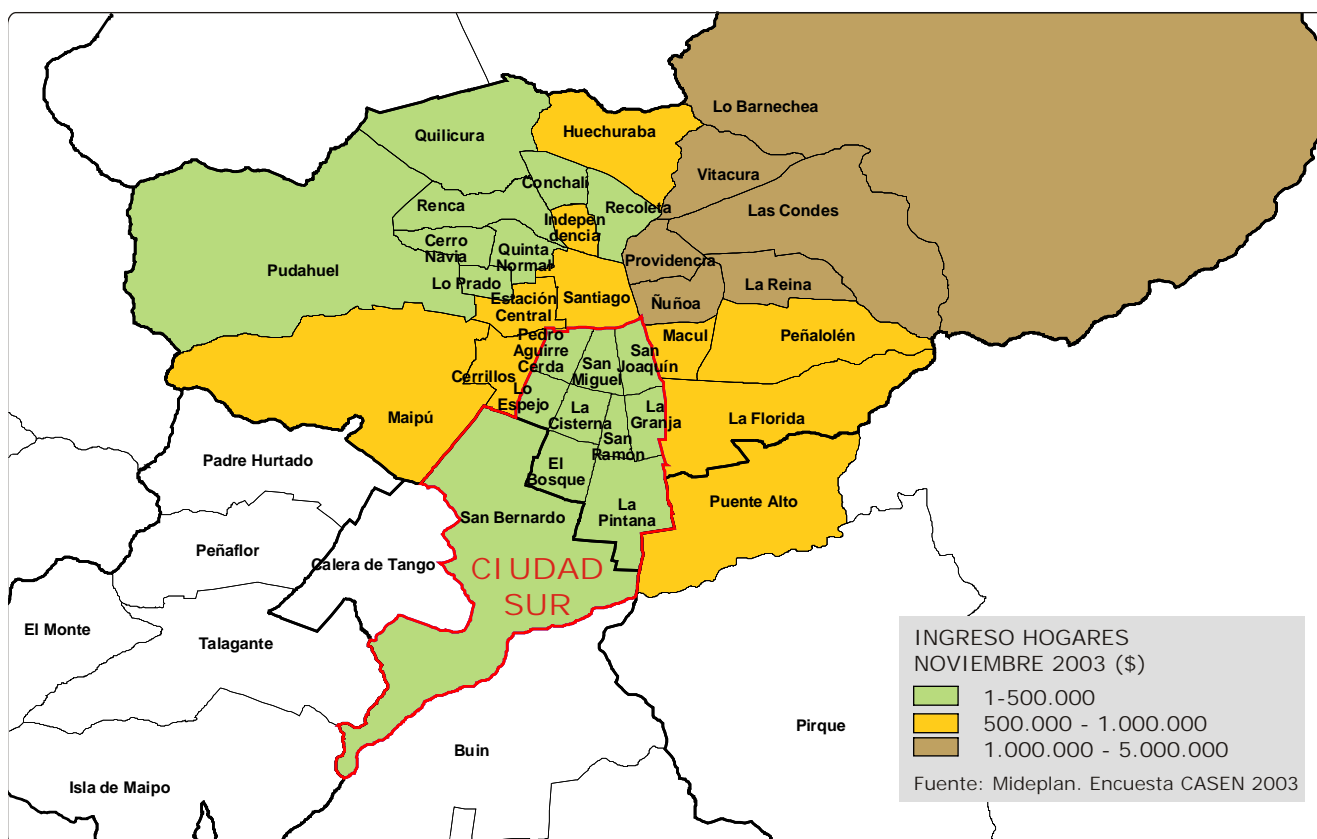 Lo Barnechea
Huechuraba
Quilicura
Vitacura
Conchalí
Renca
Recoleta
Las Condes
Indepen
dencia
Cerro
Navia
Quinta
Normal
Providencia
Pudahuel
Lo Prado
La Reina
Estación
Central
Santiago
Ñuñoa
Macul
Peñalolén
Pedro
Aguirre
Cerda
San
Miguel
San
Joaquín
Cerrillos
Lo
Espejo
Maipú
La
Cisterna
La
Granja
La Florida
San
Ramón
Padre Hurtado
El
Bosque
Puente Alto
San Bernardo
La
Pintana
Peñaflor
Calera de Tango
CIUDAD
SUR
El Monte
Talagante
Pirque
Buin
Isla de Maipo
INGRESO HOGARES
NOVIEMBRE 2003 ($)
1-500.000
500.000 - 1.000.000
1.000.000 - 5.000.000
Fuente: Mideplan. Encuesta CASEN 2003